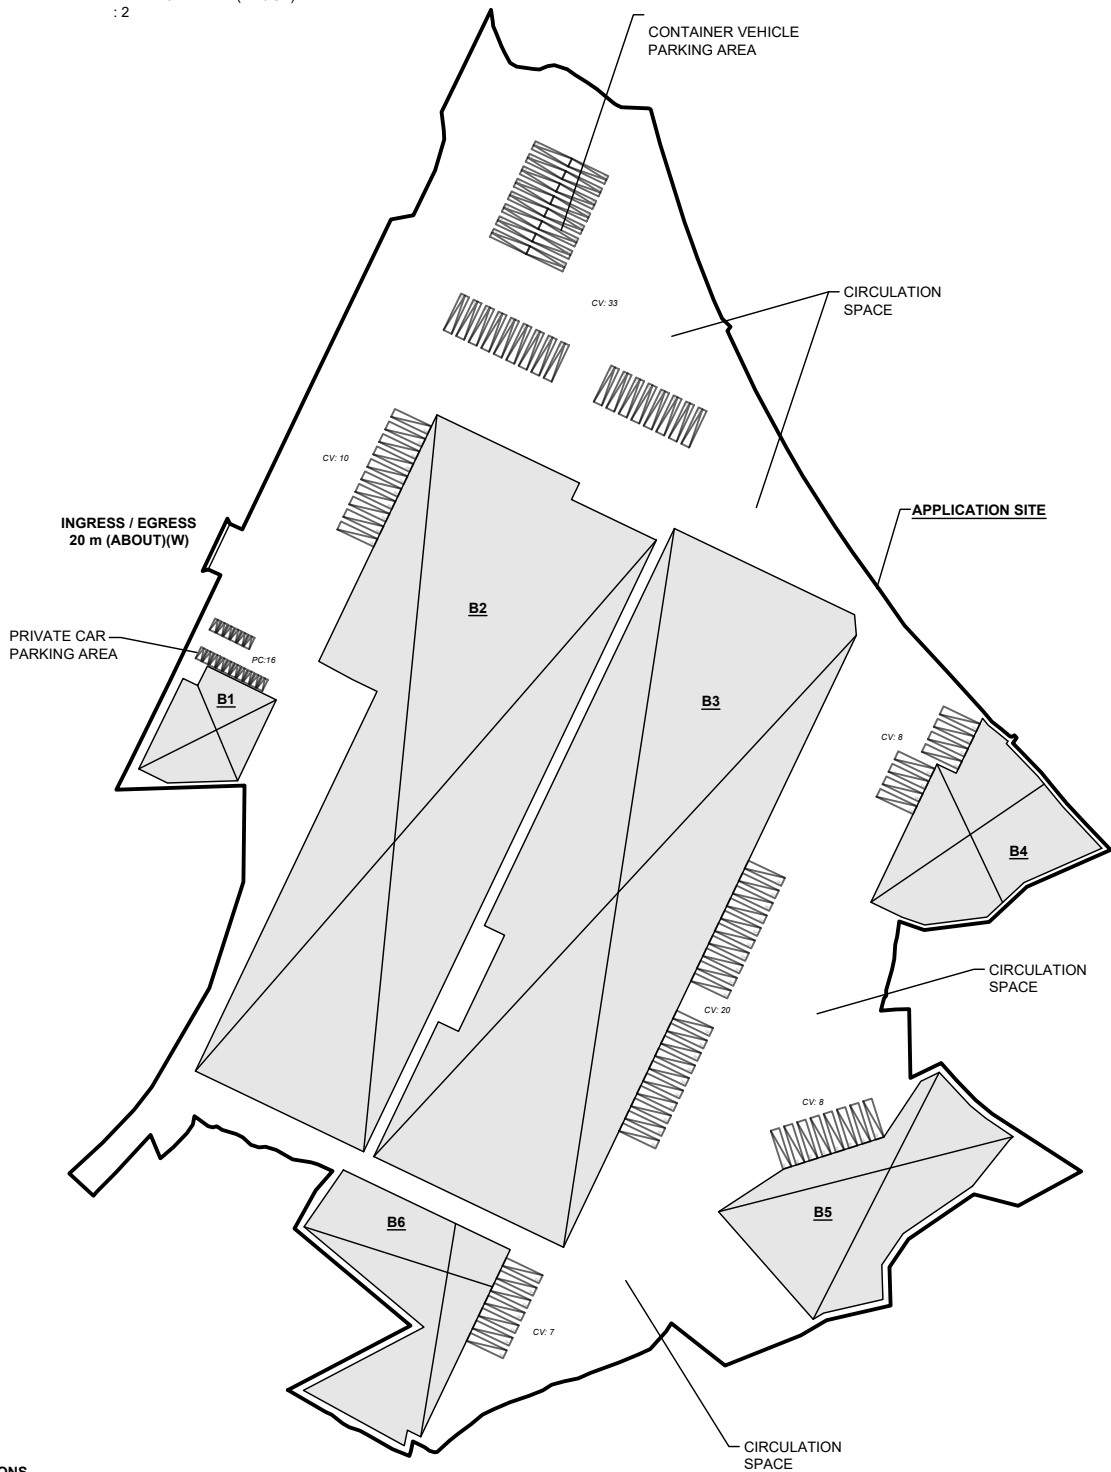 : 2
CONTAINER VEHICLE
PARKING AREA
CV: 33
CIRCULATION
SPACE
CV: 10
INGRESS / EGRESS
20 m (ABOUT)(W)
APPLICATION SITE
B2
PRIVATE CAR
PARKING AREA
PC:16
B1
B3
CV: 8
B4
CIRCULATION
SPACE
CV: 20
CV: 8
B5
B6
CV: 7
CIRCULATION
SPACE